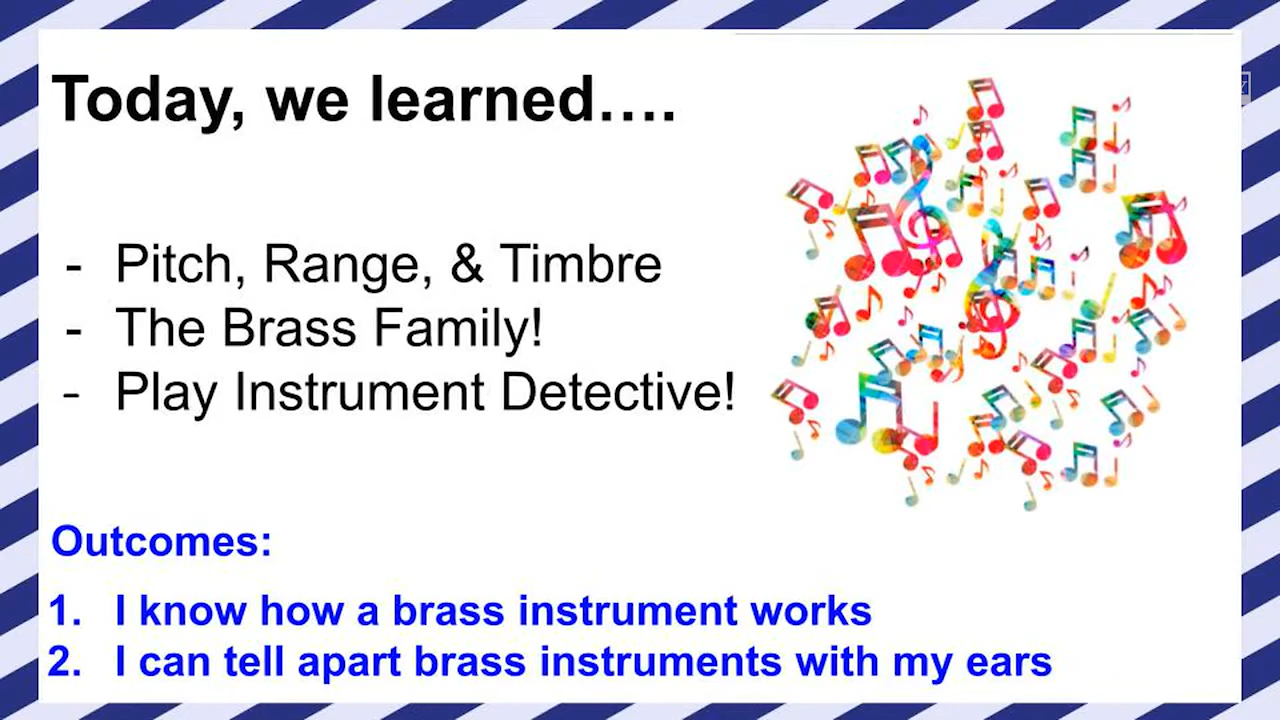 Today, we learned….
- Pitch, Range, & Timbre
- The Brass Family!
- Play Instrument Detective!
Outcomes:
1. I know how a brass instrument works
2. I can tell apart brass instruments with my ears